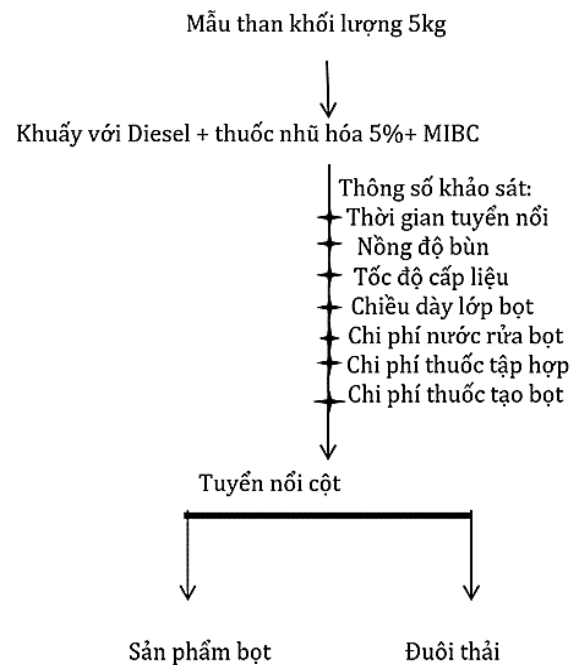 Mẫu than khối lượng 5kg
Khuấy với Diesel + thuốc nhũ hóa 5%+ MIBC
Thông số khảo sát:
Thời gian tuyển nổi
Nồng độ bùn
Tốc độ cấp liệu
Chiều dày lớp bọt
Chi phí nước rửa bọt
Chi phí thuốc tập hợp
Chi phí thuốc tạo bọt
Tuyển nổi cột
Sản phẩm bọt
Đuôi thải